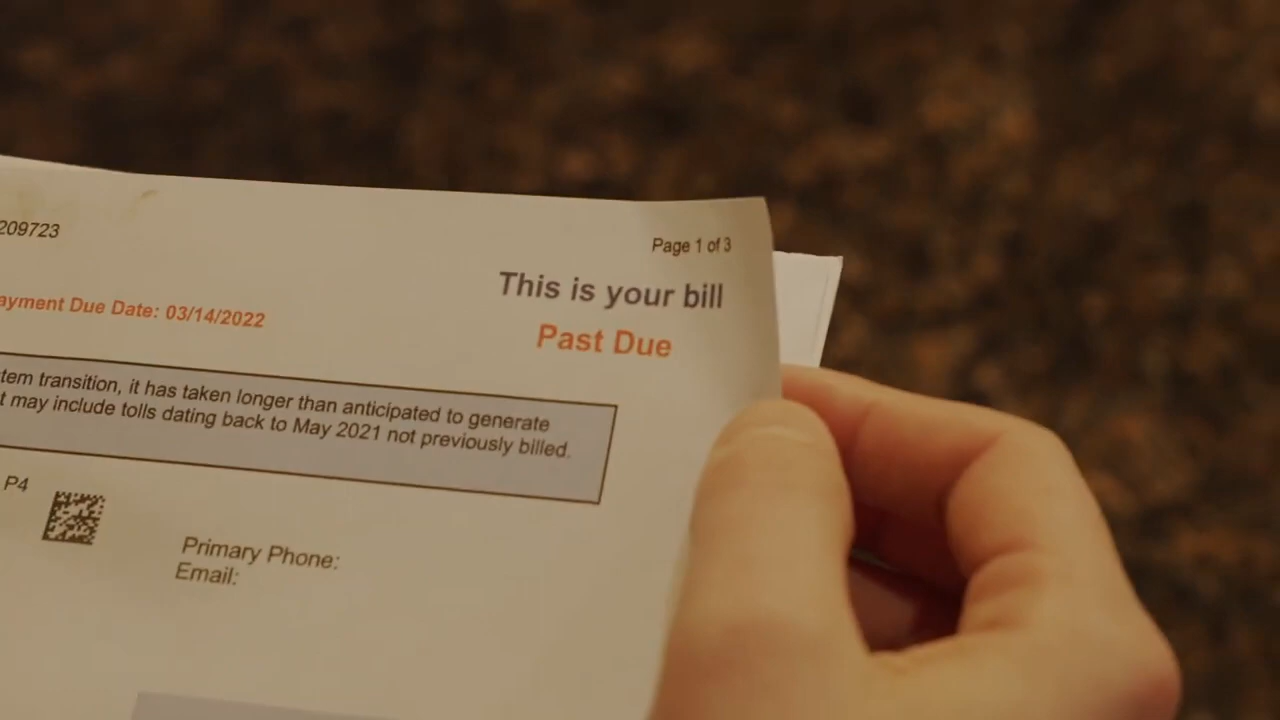 209723
Page 1 of 3
This is your bill
Past Due
ayment Due Date: 03/14/2022
tem transition, it has taken longer than anticipated to generate
t may include tolls dating back to May 2021 not previously billed.
P4
Primary Phone:
Email: